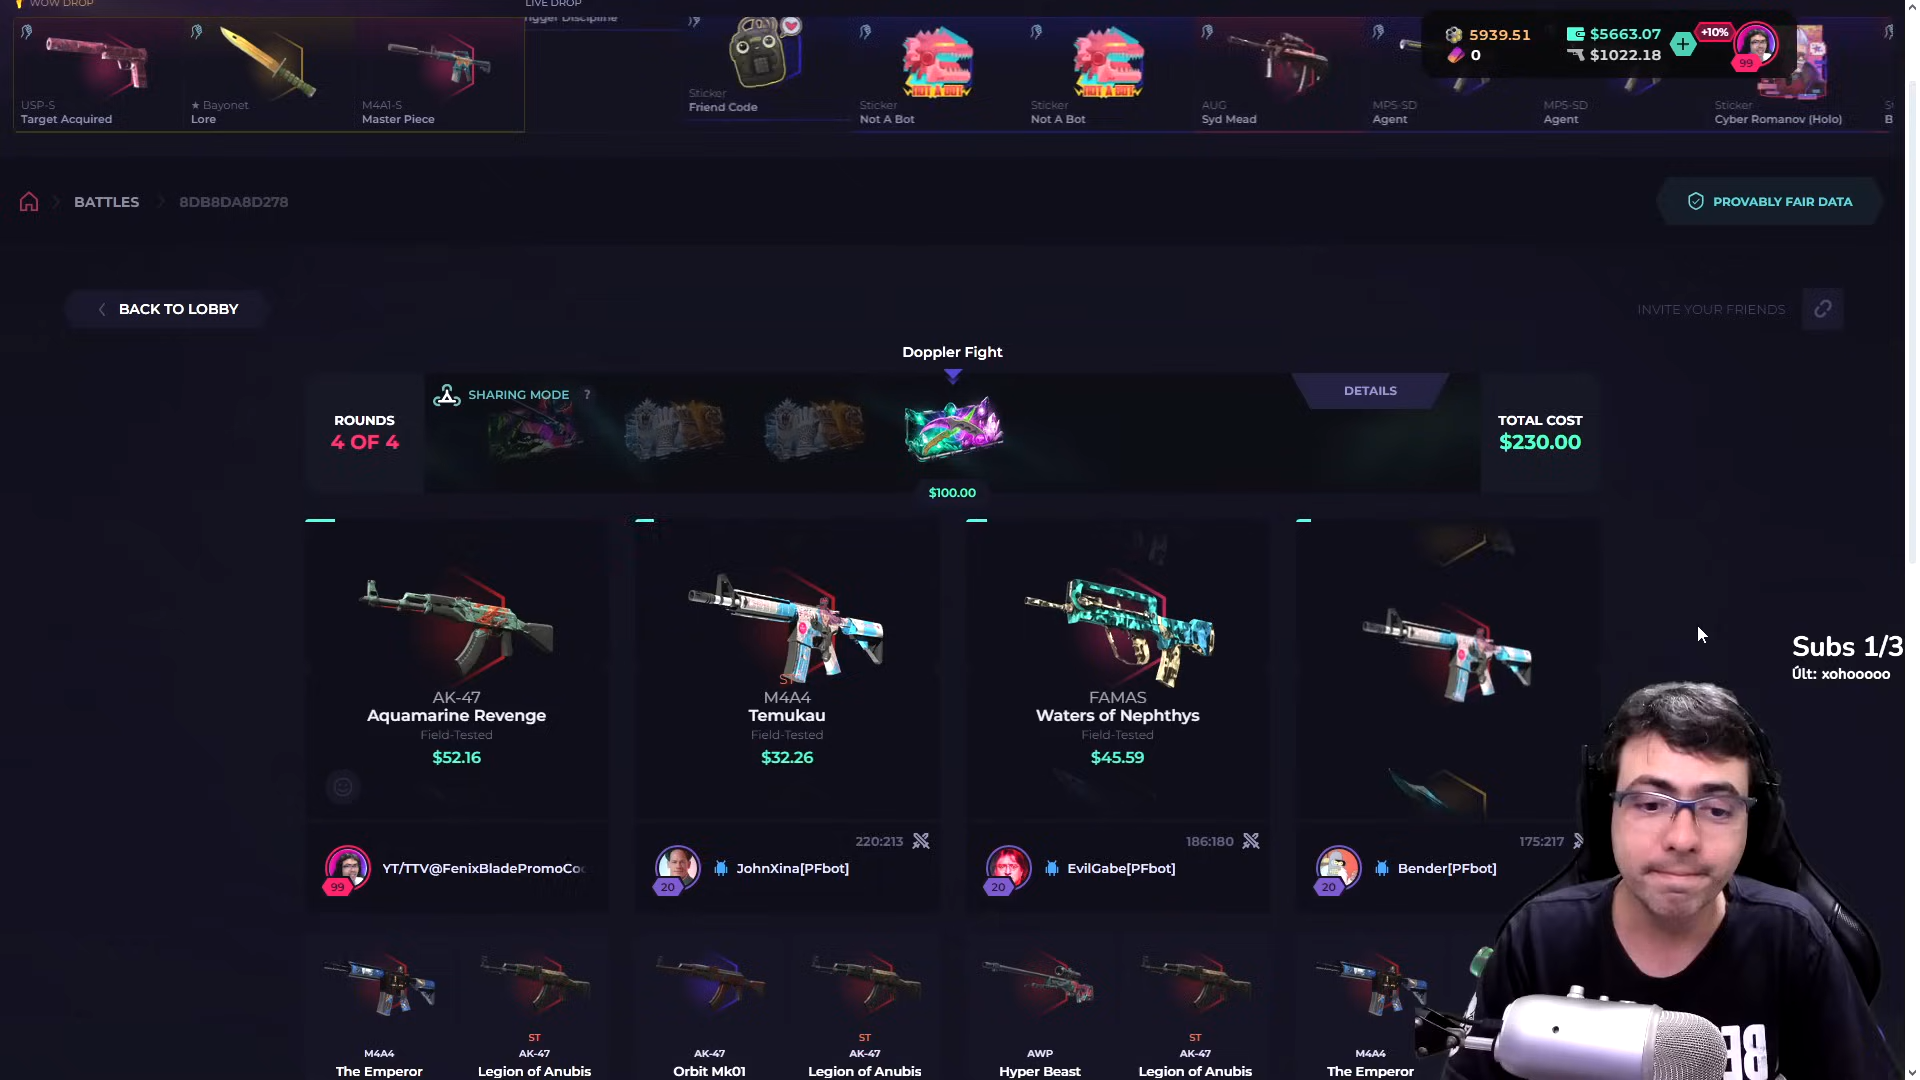 WOW DROP
LIVE DROP
Trigger Discipline
USP-S
Target Acquired
★ Bayonet
Lore
M4A1-S
Master Piece
Sticker
Friend Code
Sticker
Not A Bot
Sticker
Not A Bot
AUG
Syd Mead
MP5-SD
Agent
MP5-SD
Agent
Sticker
Cyber Romanov (Holo)
5939.51
0
$5663.07
$1022.18
+10%
99
BATTLES
8DB8DA8D278
PROVABLY FAIR DATA
BACK TO LOBBY
INVITE YOUR FRIENDS
Doppler Fight
ROUNDS
4 OF 4
SHARING MODE ?
DETAILS
TOTAL COST
$230.00
$100.00
AK-47
Aquamarine Revenge
Field-Tested
$52.16
ST
M4A4
Temukau
Field-Tested
$32.26
FAMAS
Waters of Nephthys
Field-Tested
$45.59
Subs 1/3
Últ: xohooooo
99
YT/TTV@FenixBladePromoCo
220:213
20
JohnXina[PFbot]
186:180
20
EvilGabe[PFbot]
175:217
20
Bender[PFbot]
M4A4
The Emperor
ST
AK-47
Legion of Anubis
AK-47
Orbit Mk01
ST
AK-47
Legion of Anubis
AWP
Hyper Beast
ST
AK-47
Legion of Anubis
M4A4
The Emperor